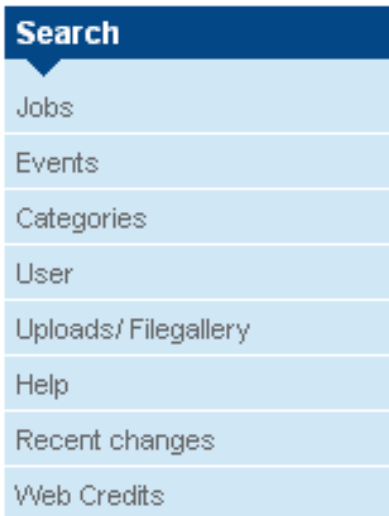 Search
Jobs
Events
Categories
User
Uploads/ Filegallery
Help
Recent changes
Web Credits